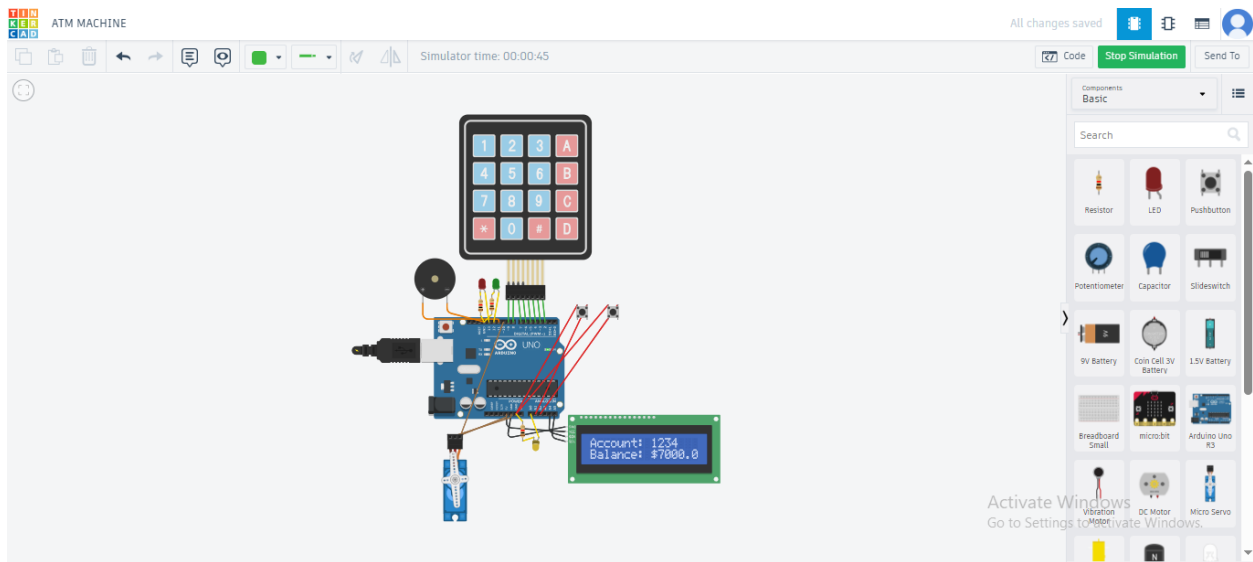 TIN
KER
CAD
ATM MACHINE
All changes saved
Simulator time: 00:00:45
Code
Stop Simulation
Send To
Components
Basic
Search
Resistor
LED
Pushbutton
Potentiometer
Capacitor
Slideswitch
9V Battery
Coin Cell 3V
Battery
1.5V Battery
Breadboard
Small
micro:bit
Arduino Uno
R3
Vibration
Motor
DC Motor
Micro Servo
1 2 3 A
4 5 6 B
7 8 9 C
* 0 # D
UNO
ARDUINO
Account: 1234
Balance: $7000.0
Activate Windows
Go to Settings to activate Windows.